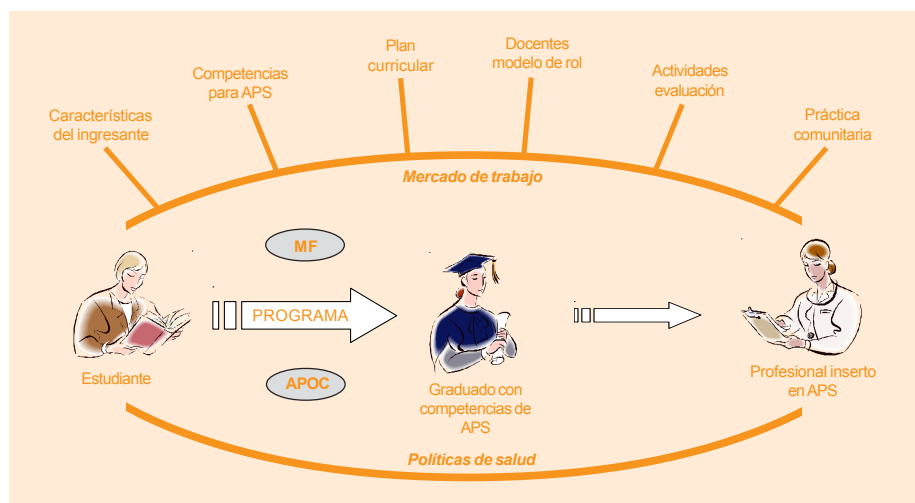 Características
del ingresante
Competencias
para APS
Plan
curricular
Docentes
modelo de rol
Actividades
evaluación
Práctica
comunitaria
Mercado de trabajo
MF
PROGRAMA
APOC
Estudiante
Graduado con
competencias de
APS
Profesional inserto
en APS
Políticas de salud